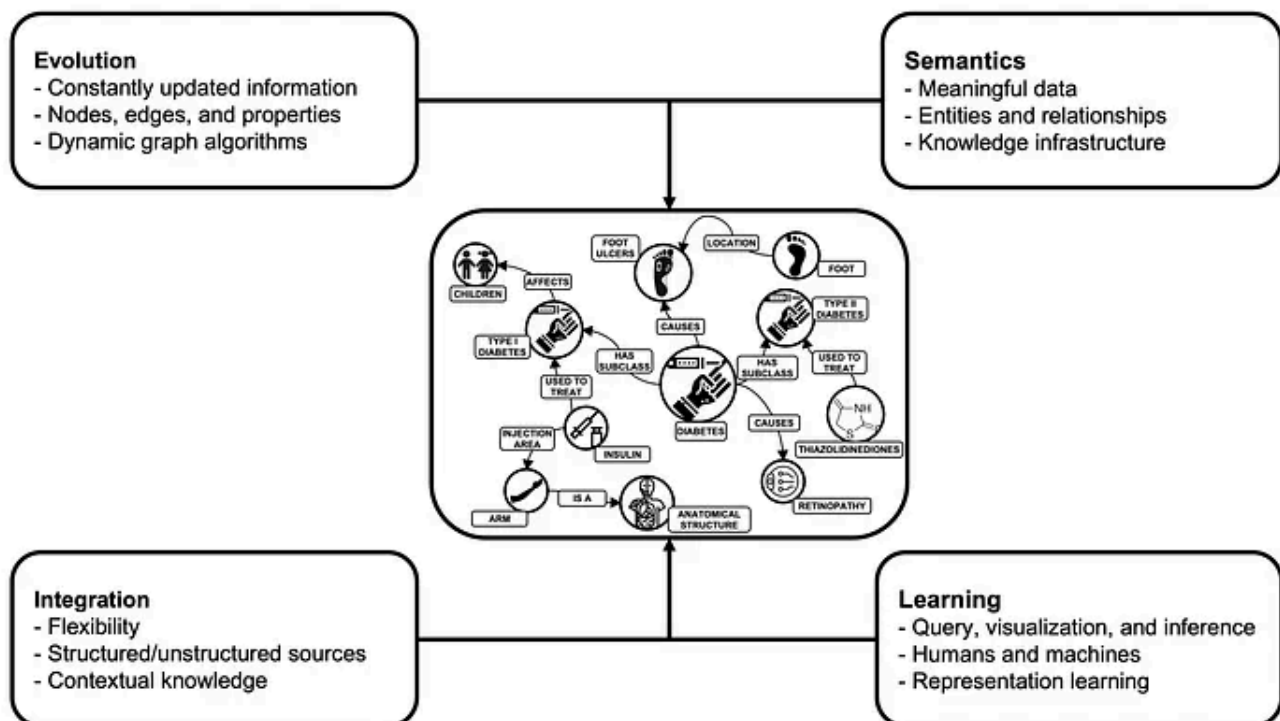 Evolution
- Constantly updated information
- Nodes, edges, and properties
- Dynamic graph algorithms
Semantics
- Meaningful data
- Entities and relationships
- Knowledge infrastructure
FOOT
ULCERS
LOCATION
FOOT
CHILDREN
AFFECTS
TYPE I
DIABETES
CAUSES
TYPE II
DIABETES
HAS
SUBCLASS
HAS
SUBCLASS
USED TO
TREAT
USED TO
TREAT
DIABETES
CAUSES
NH
O
S
O
THIAZOLIDINEDIONES
INJECTION
AREA
INSULIN
RETINOPATHY
ARM
IS A
ANATOMICAL
STRUCTURE
Integration
- Flexibility
- Structured/unstructured sources
- Contextual knowledge
Learning
- Query, visualization, and inference
- Humans and machines
- Representation learning